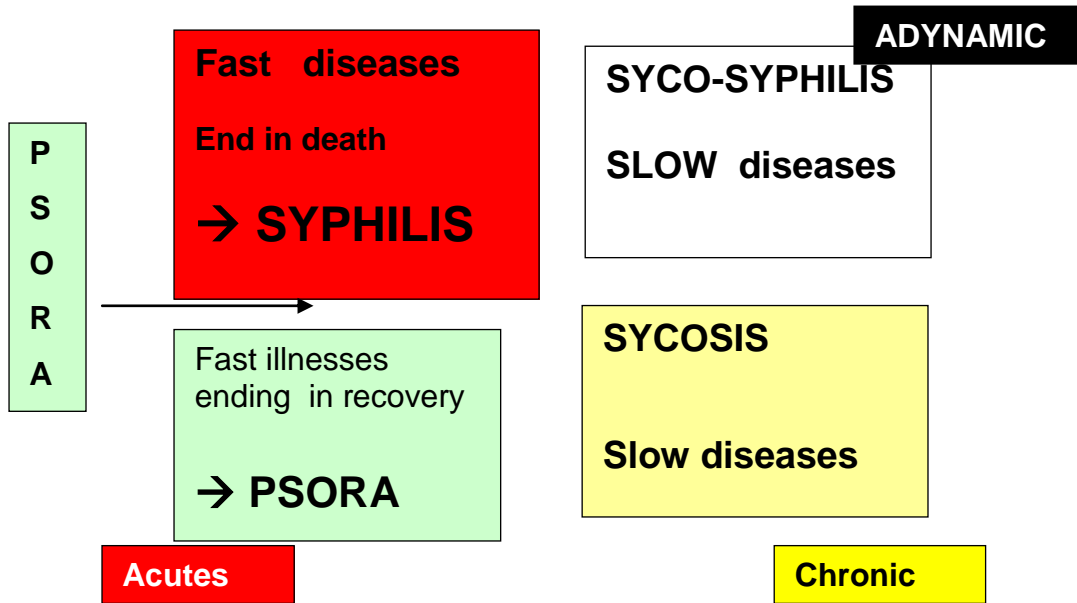 ADYNAMIC
P
S
O
R
A
Fast diseases
End in death
→ SYPHILIS
SYCO-SYPHILIS
SLOW diseases
Fast illnesses
ending in recovery
→ PSORA
SYCOSIS
Slow diseases
Acutes
Chronic